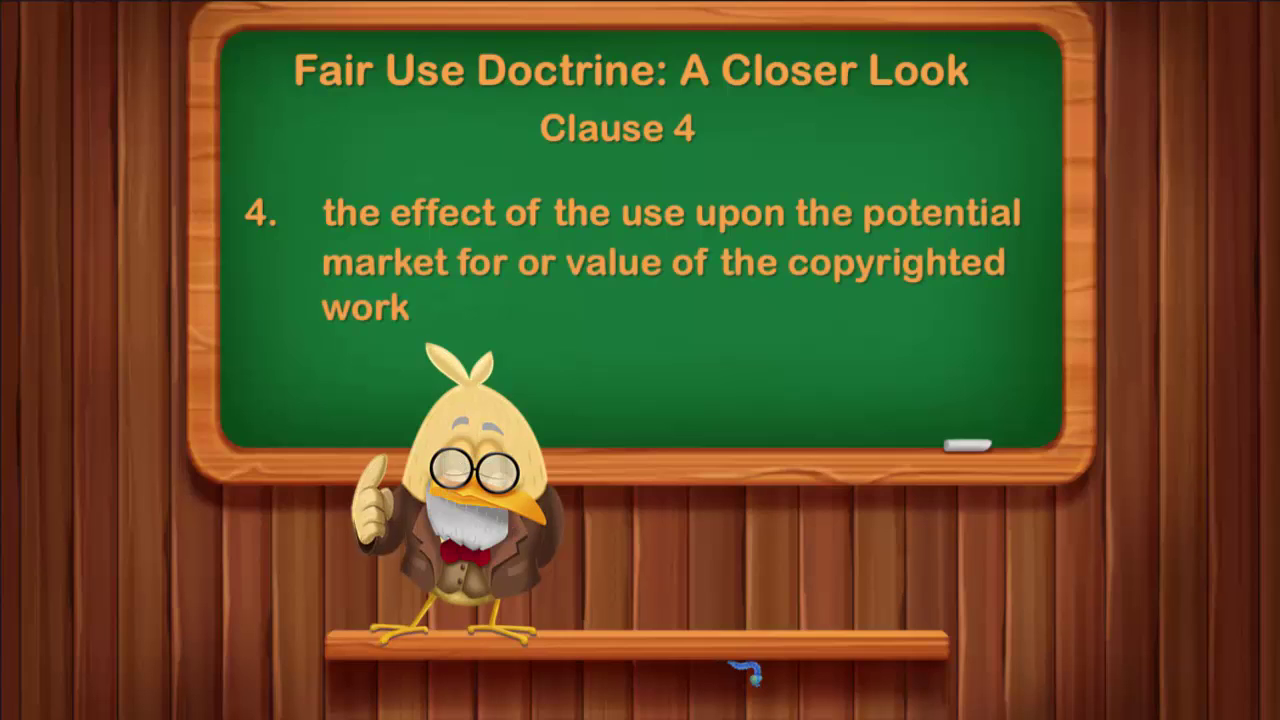 Fair Use Doctrine: A Closer Look
Clause 4
4. the effect of the use upon the potential
market for or value of the copyrighted
work